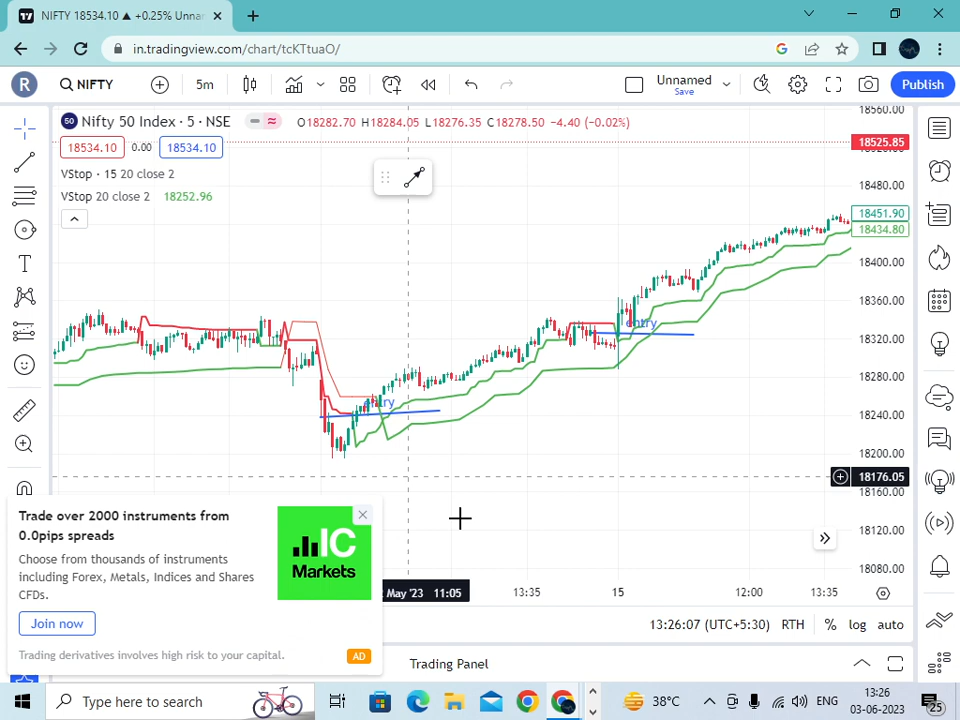 NIFTY 18534.10 ▲ +0.25% Unnar
in.tradingview.com/chart/tcKTtuaO/
R
NIFTY
5m
Unnamed
Save
Publish
50 Nifty 50 Index · 5 · NSE O18282.70 H18284.05 L18276.35 C18278.50 −4.40 (−0.02%)
18534.10 0.00 18534.10
VStop · 15 20 close 2
VStop 20 close 2 18252.96
18560.00
18525.85
18480.00
18451.90
18434.80
18400.00
18360.00
18320.00
18280.00
18240.00
18200.00
18176.05
18160.00
18120.00
18080.00
entry
entry
Trade over 2000 instruments from
0.0pips spreads
Choose from thousands of instruments
including Forex, Metals, Indices and Shares
CFDs.
Join now
Trading derivatives involves high risk to your capital.
AD
IC
Markets
May '23 11:05 13:35 15 12:00 13:35
13:26:07 (UTC+5:30) RTH % log auto
Trading Panel
Type here to search
38°C
ENG
13:26
03-06-2023
25